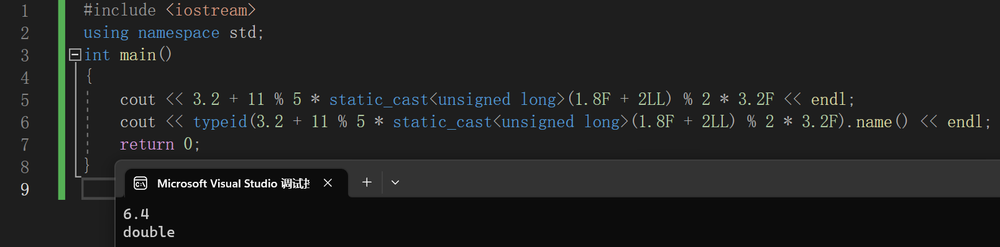 1 #include <iostream>
2 using namespace std;
3 int main()
4 {
5 cout << 3.2 + 11 % 5 * static_cast<unsigned long>(1.8F + 2LL) % 2 * 3.2F << endl;
6 cout << typeid(3.2 + 11 % 5 * static_cast<unsigned long>(1.8F + 2LL) % 2 * 3.2F).name() << endl;
7 return 0;
8 }
9
Microsoft Visual Studio 调试
6.4
double